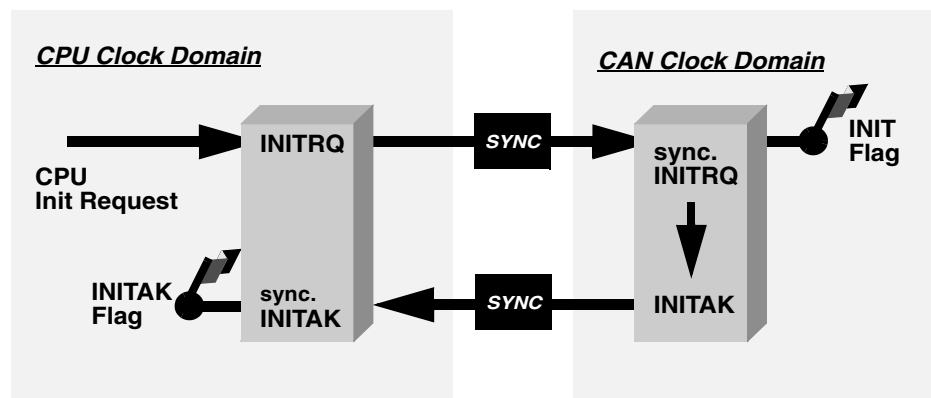 CPU Clock Domain
CAN Clock Domain
INITRQ
SYNC
sync.
INITRQ
INIT
Flag
CPU
Init Request
INITAK
Flag
sync.
INITAK
SYNC
INITAK